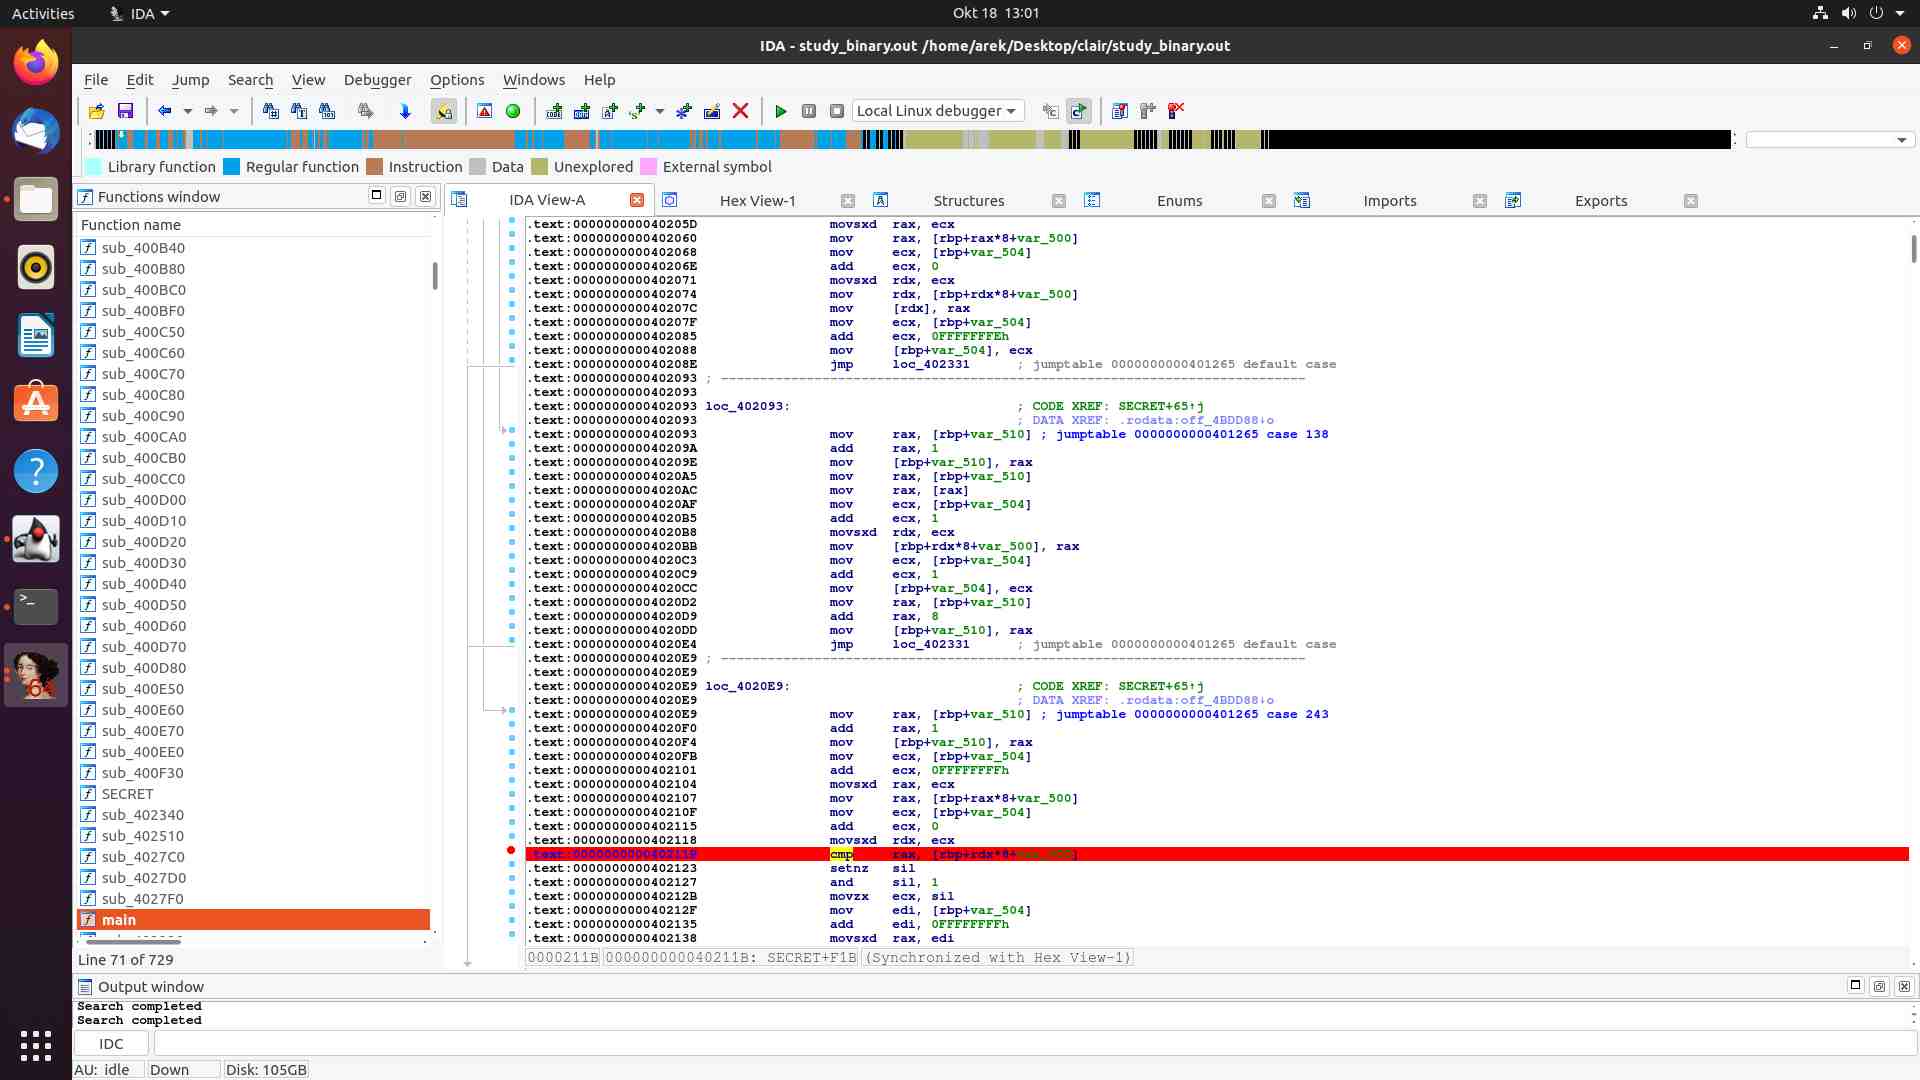 Activities
IDA
Okt 18 13:01
IDA - study_binary.out /home/arek/Desktop/clair/study_binary.out
File Edit Jump Search View Debugger Options Windows Help
Local Linux debugger
Library function Regular function Instruction Data Unexplored External symbol
Functions window
IDA View-A
Hex View-1
Structures
Enums
Imports
Exports
Function name
sub_400B40
sub_400B80
sub_400BC0
sub_400BF0
sub_400C50
sub_400C60
sub_400C70
sub_400C80
sub_400C90
sub_400CA0
sub_400CB0
sub_400CC0
sub_400D00
sub_400D10
sub_400D20
sub_400D30
sub_400D40
sub_400D50
sub_400D60
sub_400D70
sub_400D80
sub_400E50
sub_400E60
sub_400E70
sub_400EE0
sub_400F30
SECRET
sub_402340
sub_402510
sub_4027C0
sub_4027D0
sub_4027F0
main
Line 71 of 729
.text:000000000040205D movsxd rax, ecx
.text:0000000000402060 mov rax, [rbp+rax*8+var_500]
.text:0000000000402068 mov ecx, [rbp+var_504]
.text:000000000040206E add ecx, 0
.text:0000000000402071 movsxd rdx, ecx
.text:0000000000402074 mov rdx, [rbp+rdx*8+var_500]
.text:000000000040207C mov [rdx], rax
.text:000000000040207F mov ecx, [rbp+var_504]
.text:0000000000402085 add ecx, 0FFFFFFFEh
.text:0000000000402088 mov [rbp+var_504], ecx
.text:000000000040208E jmp loc_402331 ; jumptable 0000000000401265 default case
.text:0000000000402093 ; ---------------------------------------------------------------------------
.text:0000000000402093
.text:0000000000402093 loc_402093: ; CODE XREF: SECRET+65↑j
.text:0000000000402093 ; DATA XREF: .rodata:off_4BDD88↓o
.text:0000000000402093 mov rax, [rbp+var_510] ; jumptable 0000000000401265 case 138
.text:000000000040209A add rax, 1
.text:000000000040209E mov [rbp+var_510], rax
.text:00000000004020A5 mov rax, [rbp+var_510]
.text:00000000004020AC mov rax, [rax]
.text:00000000004020AF mov ecx, [rbp+var_504]
.text:00000000004020B5 add ecx, 1
.text:00000000004020B8 movsxd rdx, ecx
.text:00000000004020BB mov [rbp+rdx*8+var_500], rax
.text:00000000004020C3 mov ecx, [rbp+var_504]
.text:00000000004020C9 add ecx, 1
.text:00000000004020CC mov [rbp+var_504], ecx
.text:00000000004020D2 mov rax, [rbp+var_510]
.text:00000000004020D9 add rax, 8
.text:00000000004020DD mov [rbp+var_510], rax
.text:00000000004020E4 jmp loc_402331 ; jumptable 0000000000401265 default case
.text:00000000004020E9 ; ---------------------------------------------------------------------------
.text:00000000004020E9
.text:00000000004020E9 loc_4020E9: ; CODE XREF: SECRET+65↑j
.text:00000000004020E9 ; DATA XREF: .rodata:off_4BDD88↓o
.text:00000000004020E9 mov rax, [rbp+var_510] ; jumptable 0000000000401265 case 243
.text:00000000004020F0 add rax, 1
.text:00000000004020F4 mov [rbp+var_510], rax
.text:00000000004020FB mov ecx, [rbp+var_504]
.text:0000000000402101 add ecx, 0FFFFFFFFh
.text:0000000000402104 movsxd rax, ecx
.text:0000000000402107 mov rax, [rbp+rax*8+var_500]
.text:000000000040210F mov ecx, [rbp+var_504]
.text:0000000000402115 add ecx, 0
.text:0000000000402118 movsxd rdx, ecx
.text:000000000040211B cmp rax, [rbp+rdx*8+var_500]
.text:0000000000402123 setnz sil
.text:0000000000402127 and sil, 1
.text:000000000040212B movzx ecx, sil
.text:000000000040212F mov edi, [rbp+var_504]
.text:0000000000402135 add edi, 0FFFFFFFFh
.text:0000000000402138 movsxd rax, edi
0000211B 000000000040211B: SECRET+F1B (Synchronized with Hex View-1)
Output window
Search completed
Search completed
IDC
AU: idle Down Disk: 105GB